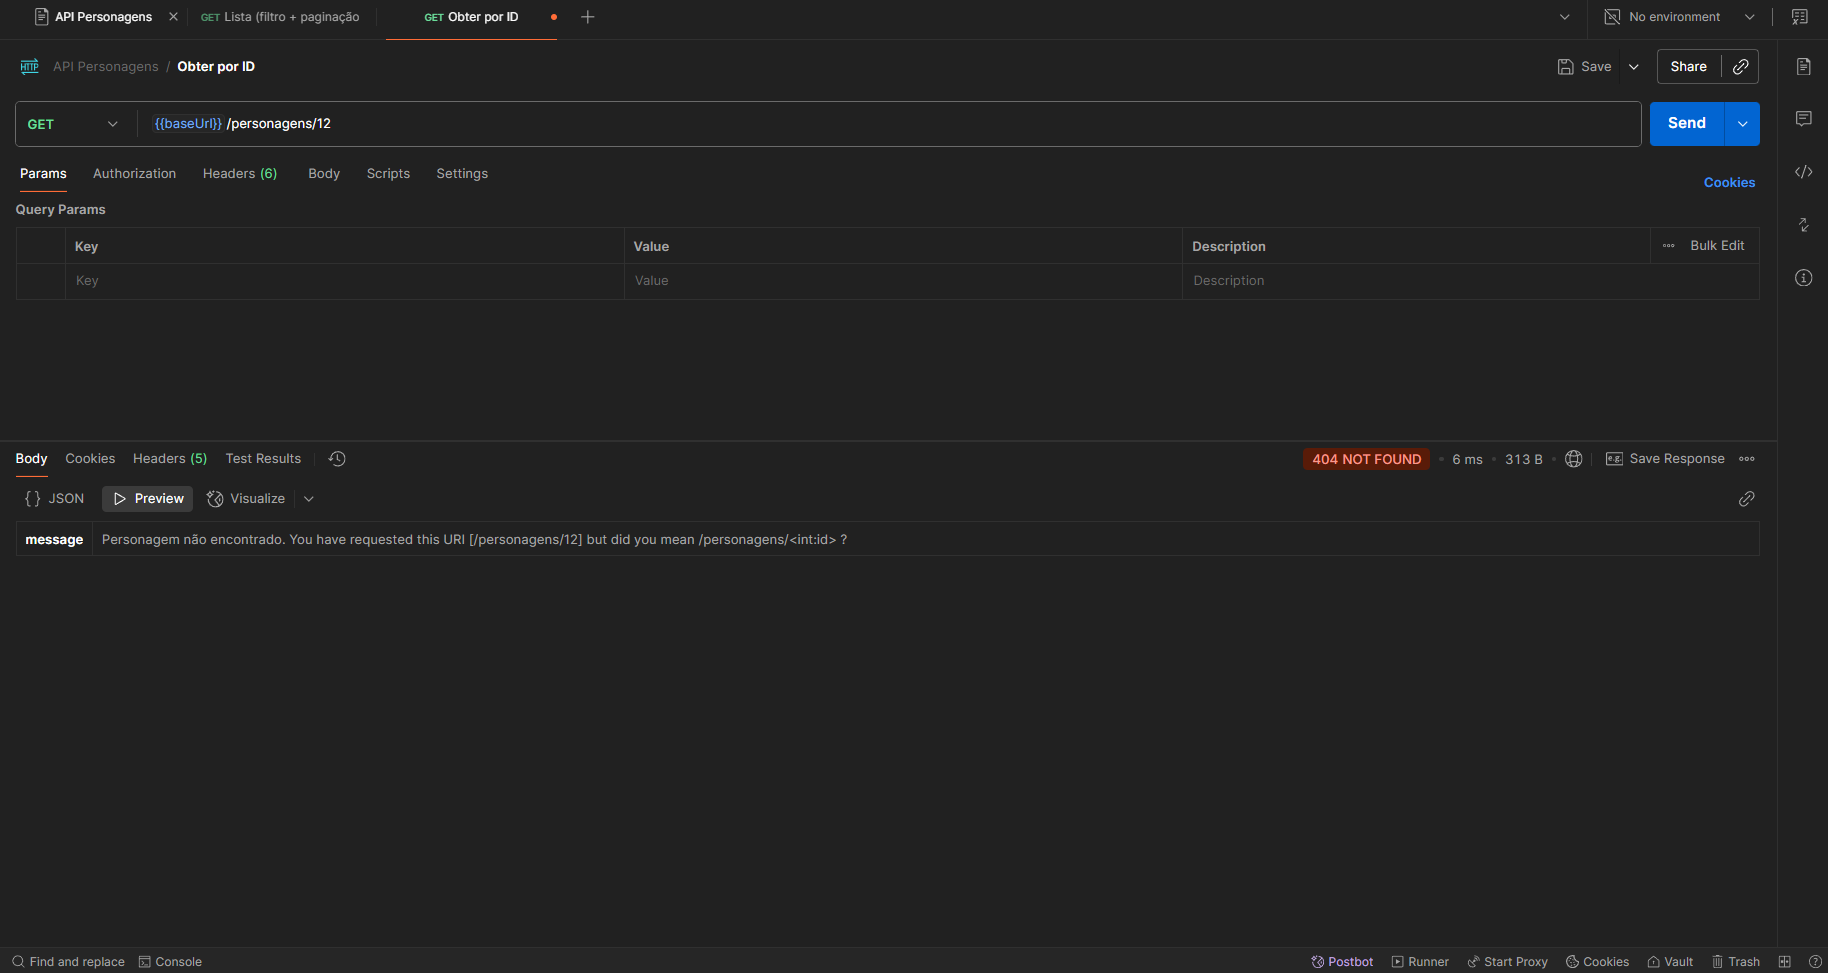 API Personagens
GET Lista (filtro + paginação
GET Obter por ID
No environment
HTTP API Personagens / Obter por ID
Save
Share
GET
{{baseUrl}} /personagens/12
Send
Params
Authorization
Headers (6)
Body
Scripts
Settings
Cookies
Query Params
Key
Value
Description
Bulk Edit
Key
Value
Description
Body
Cookies
Headers (5)
Test Results
404 NOT FOUND
6 ms
313 B
e.g. Save Response
{} JSON
Preview
Visualize
message
Personagem não encontrado. You have requested this URI [/personagens/12] but did you mean /personagens/<int:id> ?
Find and replace
Console
Postbot
Runner
Start Proxy
Cookies
Vault
Trash